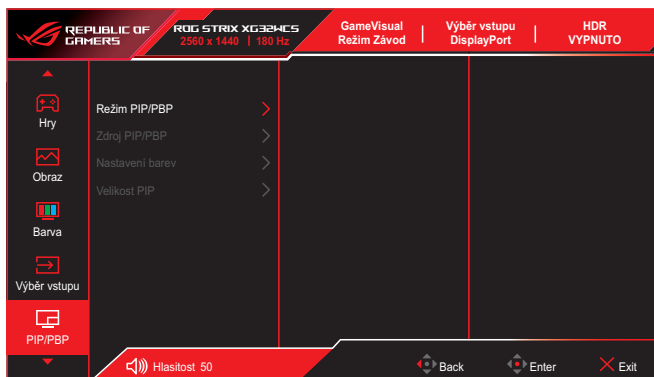 REPUBLIC OF
GAMERS
ROG STRIX XG32WCS
2560 x 1440 | 180 Hz
GameVisual
Režim Závod
Výběr vstupu
DisplayPort
HDR
VYPNUTO
Hry
Obraz
Barva
Výběr vstupu
PIP/PBP
Režim PIP/PBP
Zdroj PIP/PBP
Nastavení barev
Velikost PIP
Hlasitost 50
Back
Enter
Exit